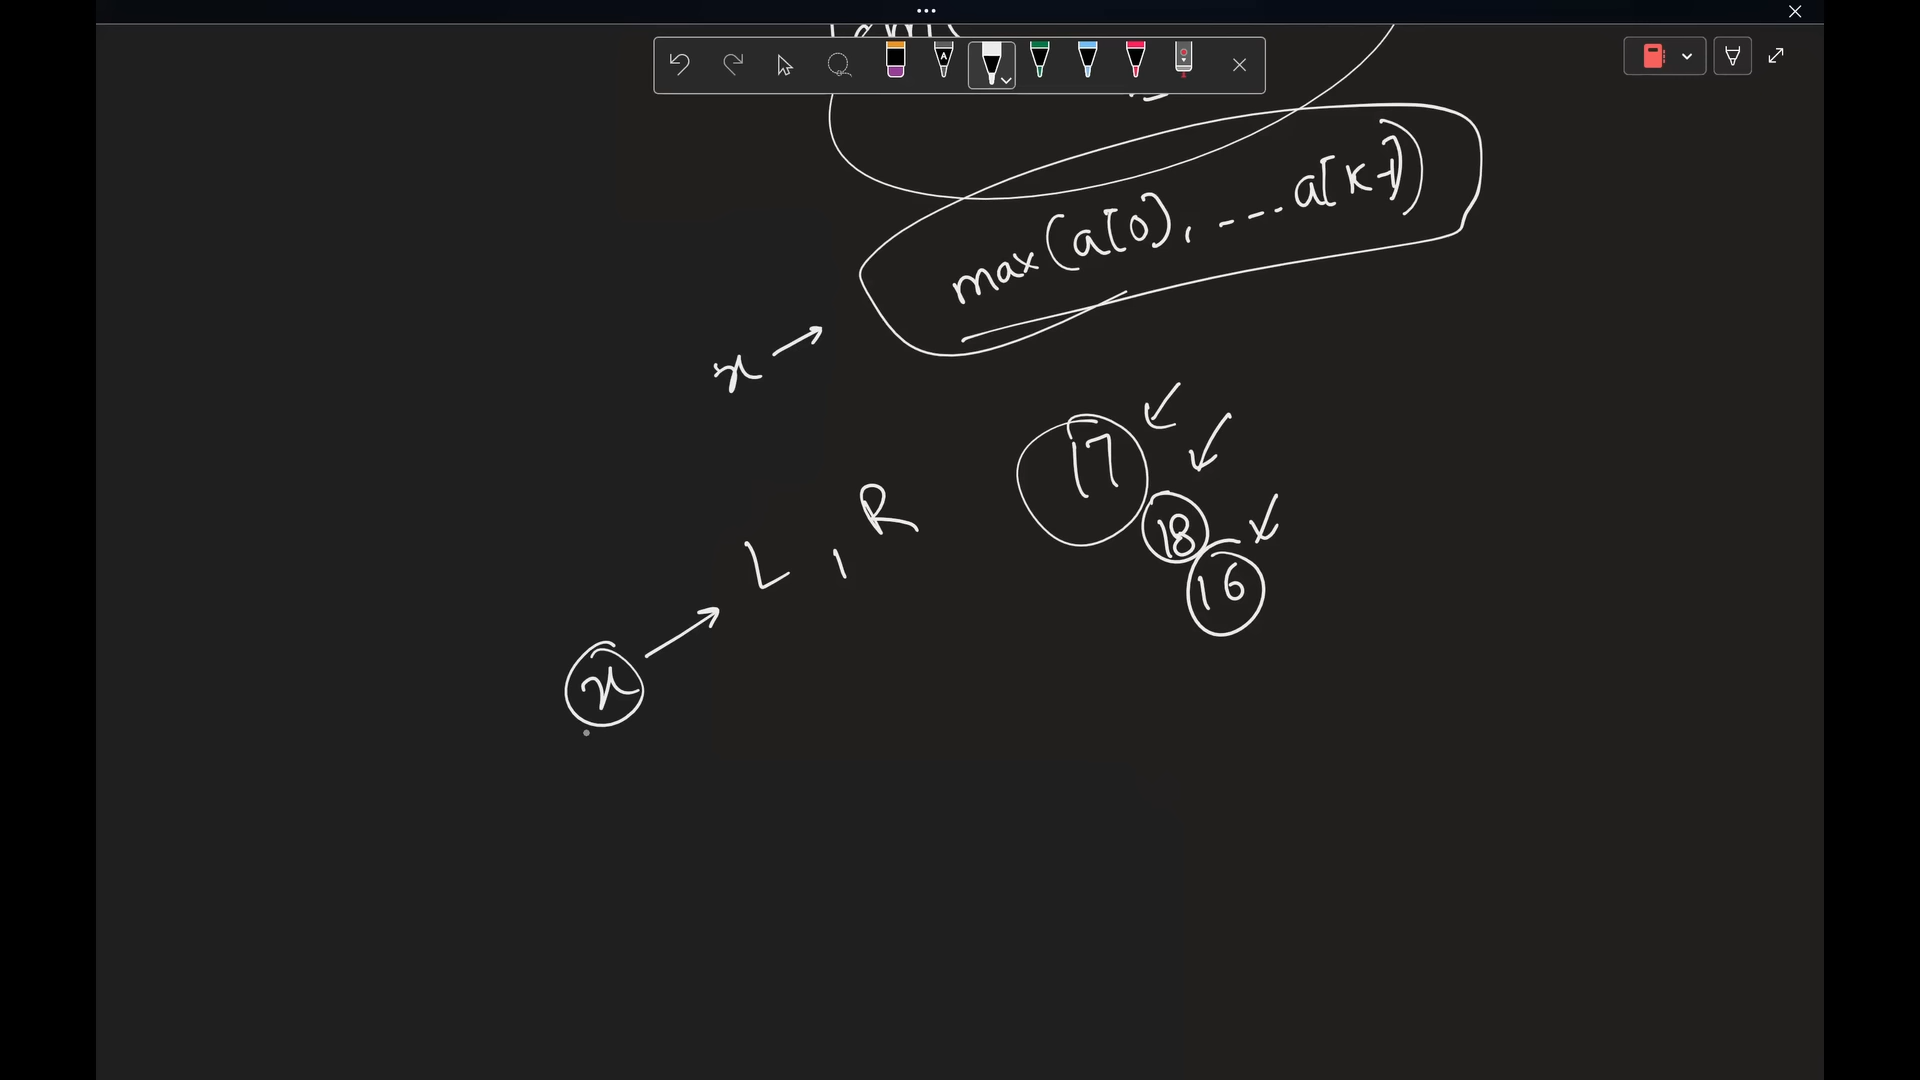 max(a[0], ----a[K-1])
x →
17
18
L , R
16
x →